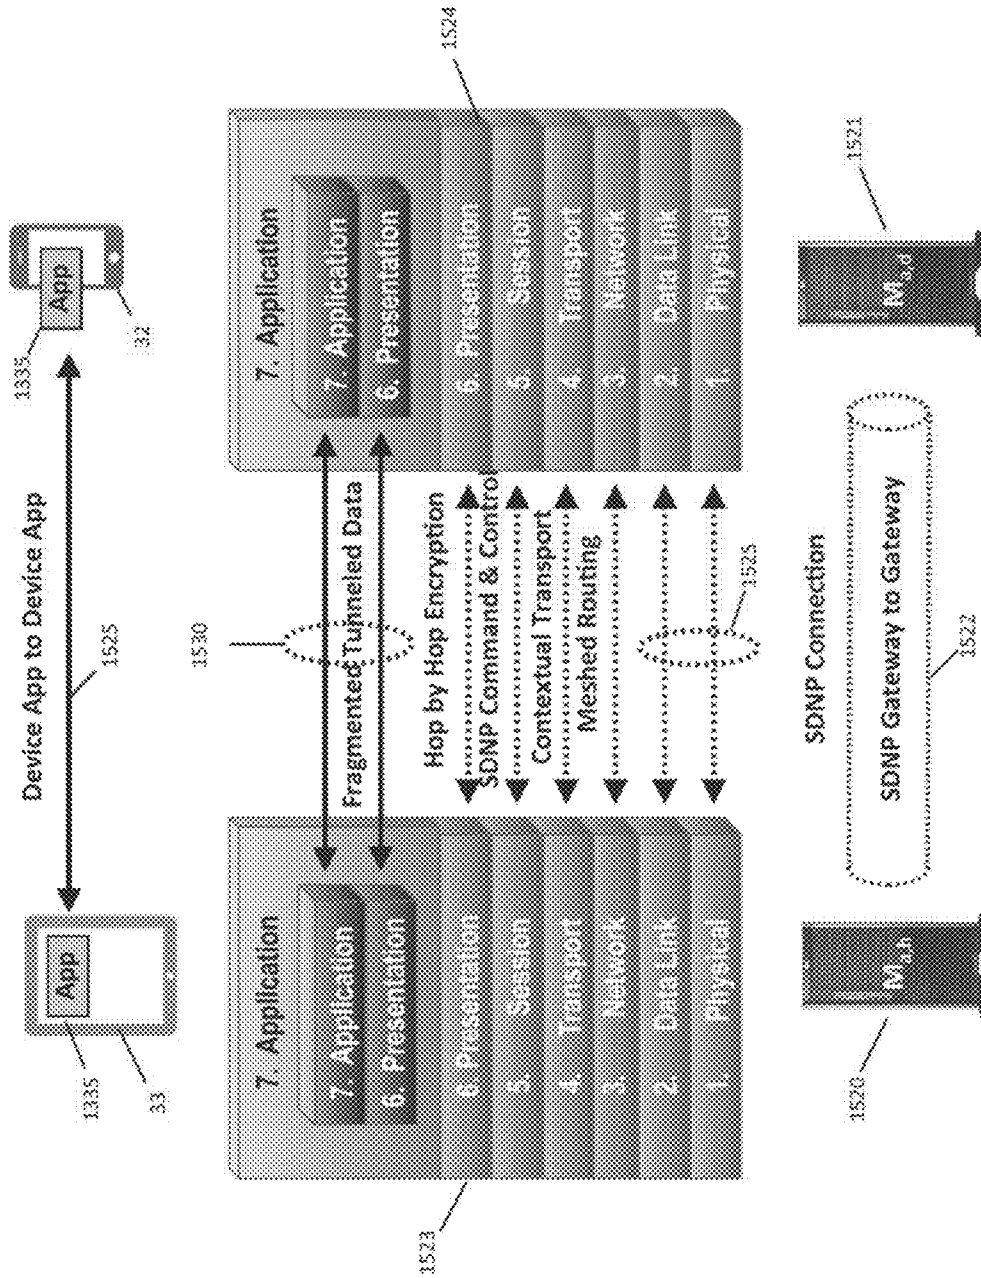 Device App to Device App
1525
App
1335
33
App
1335
32
7. Application
7. Application
6. Presentation
6 Presentation
5. Session
4. Transport
3. Network
2. Data Link
1. Physical
1523
1530
Fragmented Tunneled Data
Hop by Hop Encryption
SDNP Command & Control
Contextual Transport
Meshed Routing
1525
7. Application
7. Application
6. Presentation
6 Presentation
5. Session
4. Transport
3. Network
2. Data Link
1. Physical
1524
SDNP Connection
SDNP Gateway to Gateway
1522
Ma,h
1520
Ma,d
1521